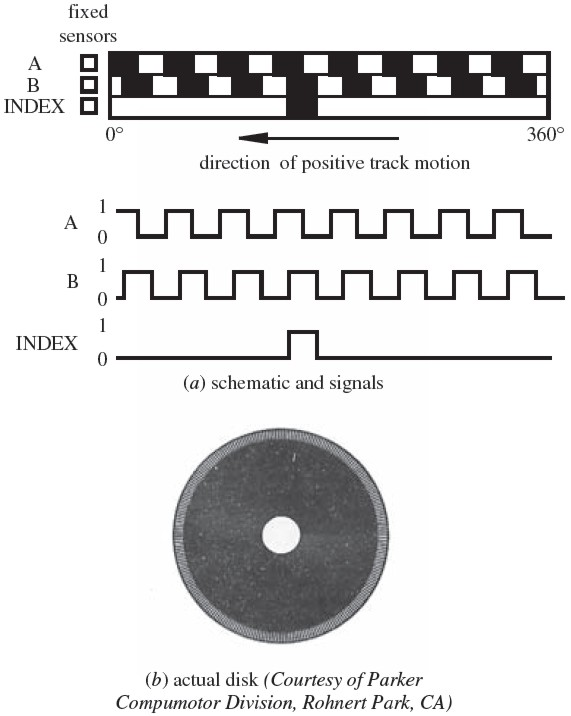 fixed
sensors
A
B
INDEX
0° 360°
direction of positive track motion
A 1
0
B 1
0
INDEX 1
0
(a) schematic and signals
(b) actual disk (Courtesy of Parker
Compumotor Division, Rohnert Park, CA)